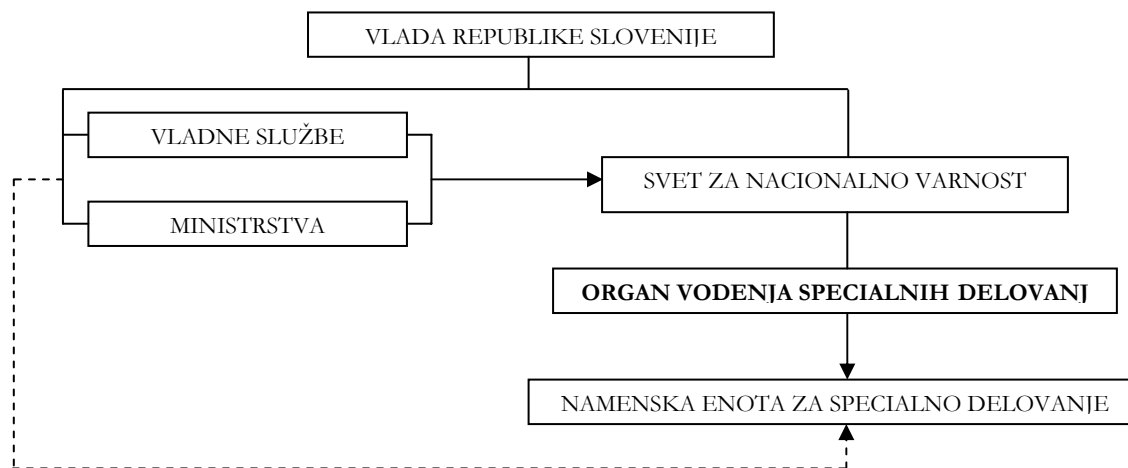 VLADA REPUBLIKE SLOVENIJE
VLADNE SLUŽBE
SVET ZA NACIONALNO VARNOST
MINISTRSTVA
ORGAN VODENJA SPECIALNIH DELOVANJ
NAMENSKA ENOTA ZA SPECIALNO DELOVANJE